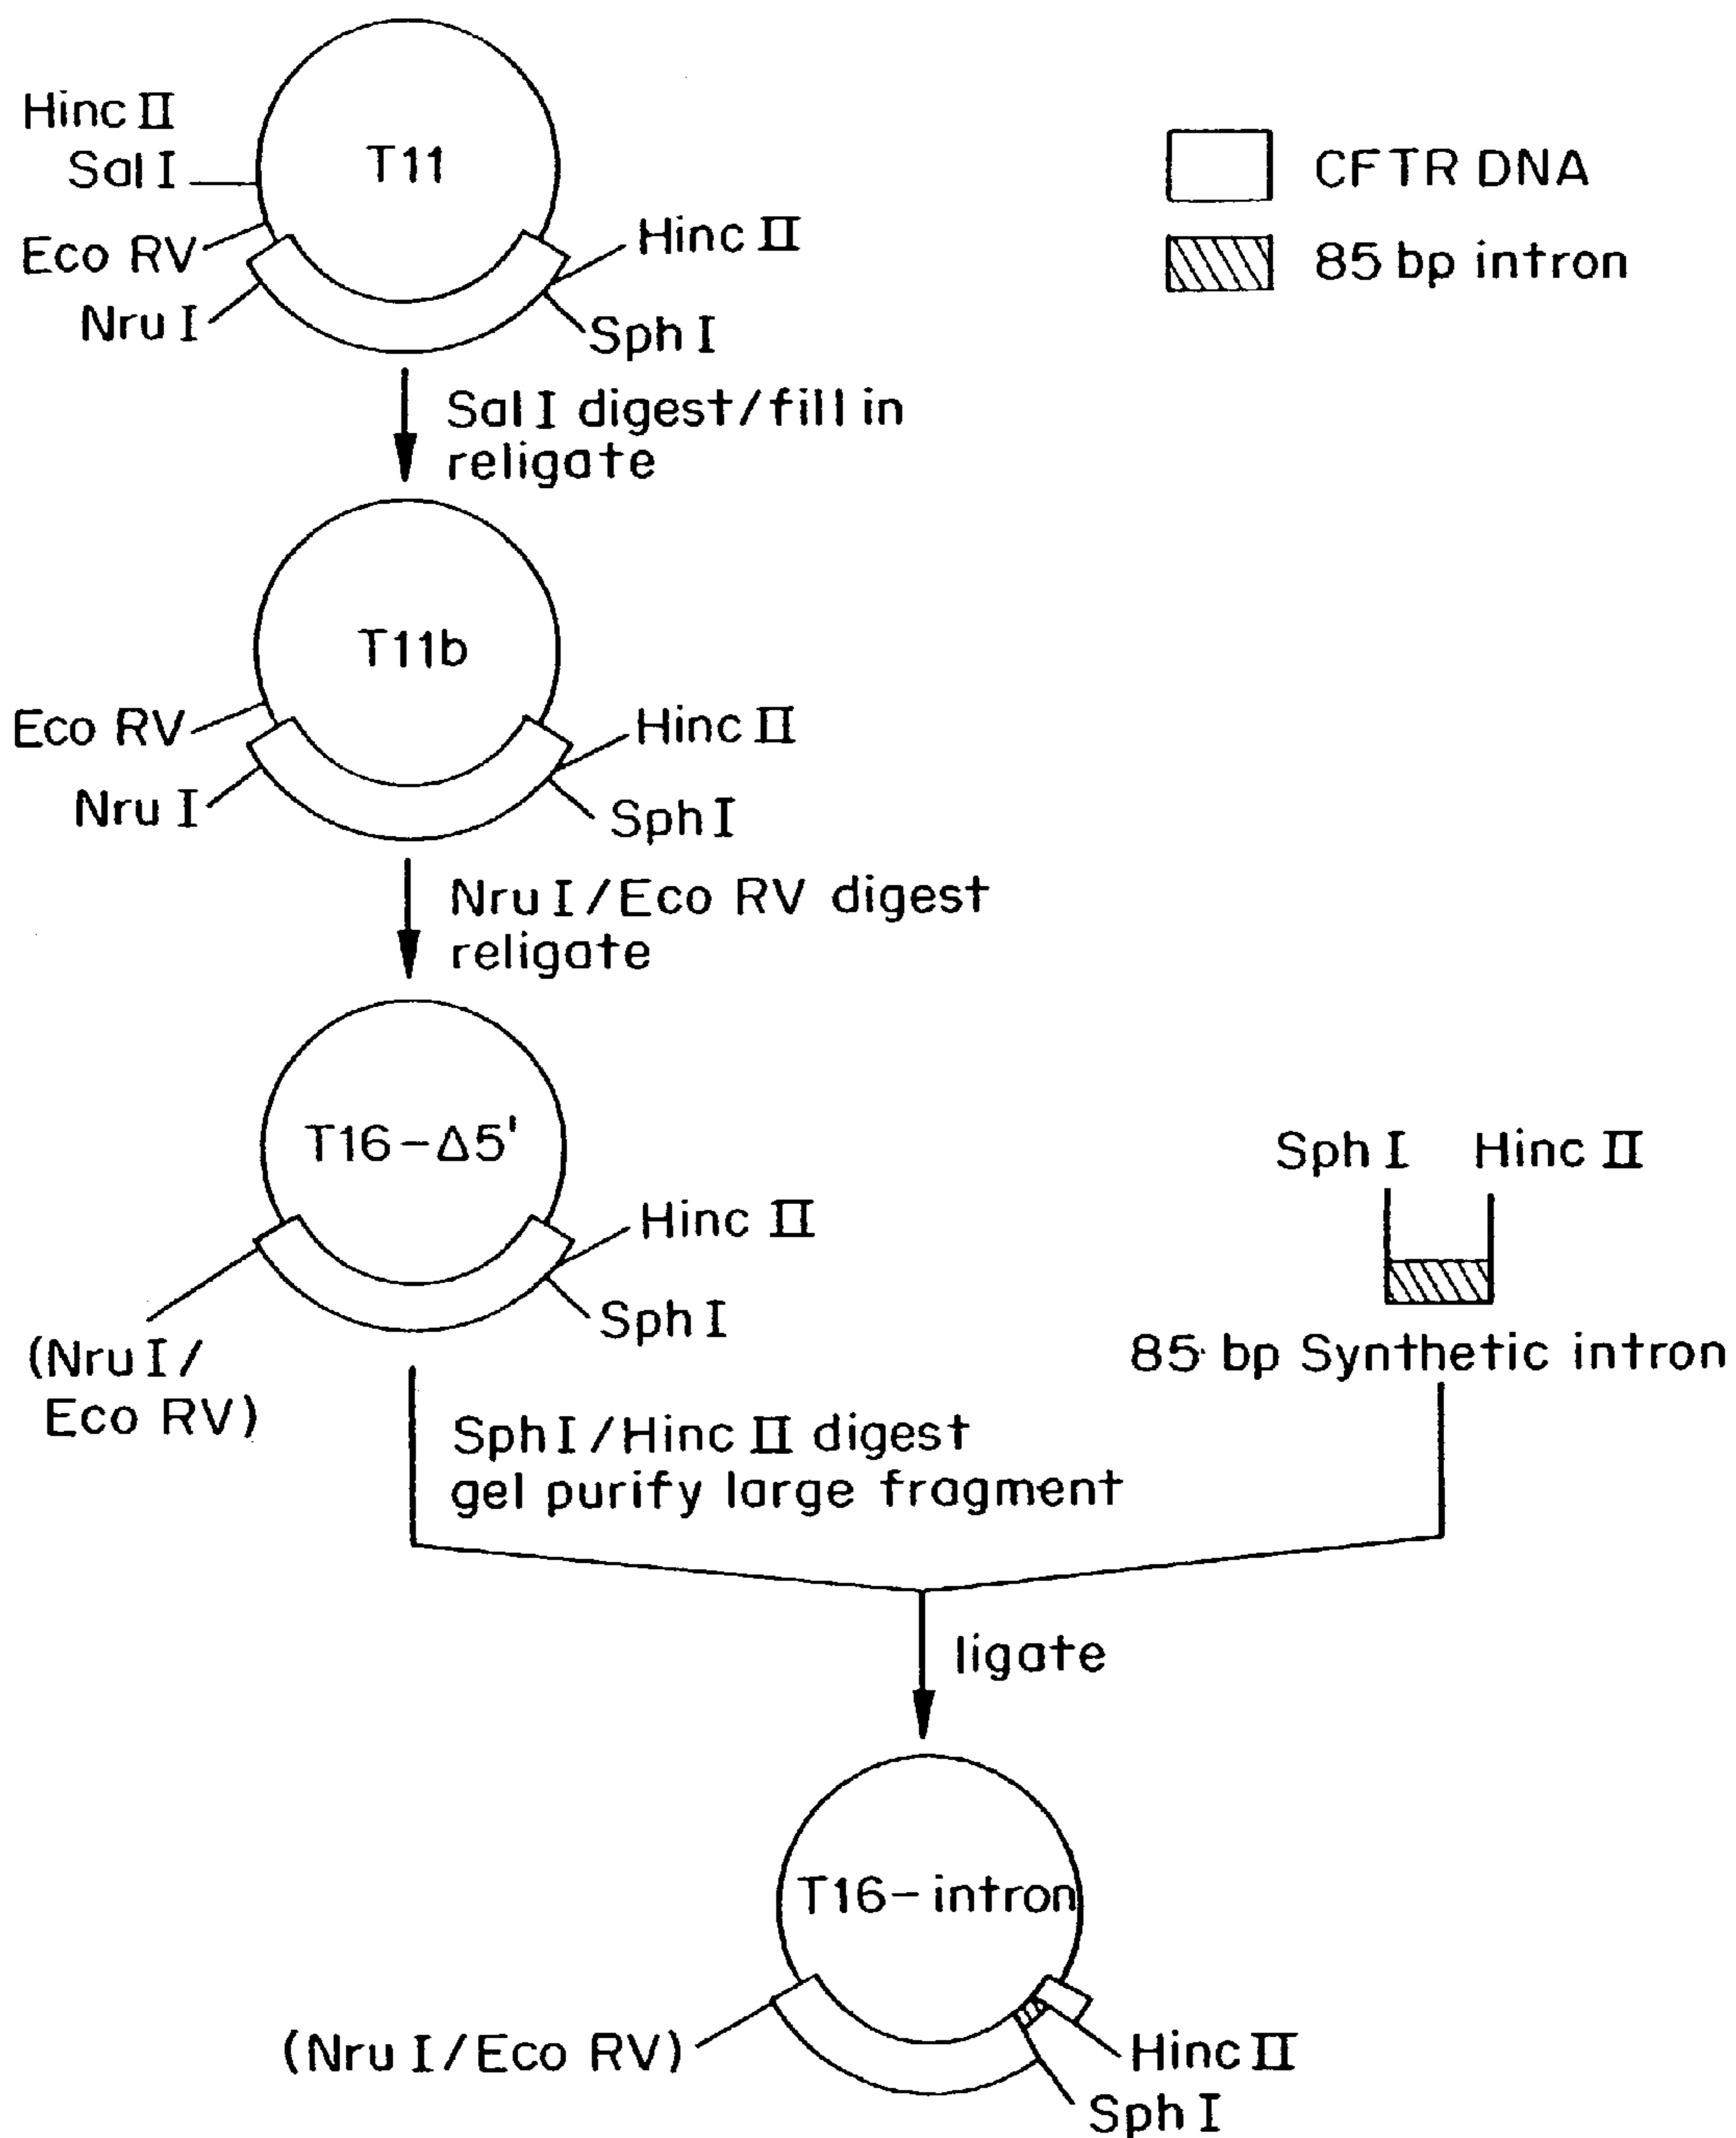 Hinc II
Sal I
T11
Eco RV
Nru I
Hinc II
Sph I
CFTR DNA
85 bp intron
Sal I digest/fill in
religate
T11b
Eco RV
Nru I
Hinc II
Sph I
Nru I/Eco RV digest
religate
T16-Δ5'
Hinc II
Sph I
(Nru I/
Eco RV)
Sph I
Hinc II
85 bp Synthetic intron
Sph I/Hinc II digest
gel purify large fragment
ligate
T16-intron
(Nru I/Eco RV)
Hinc II
Sph I